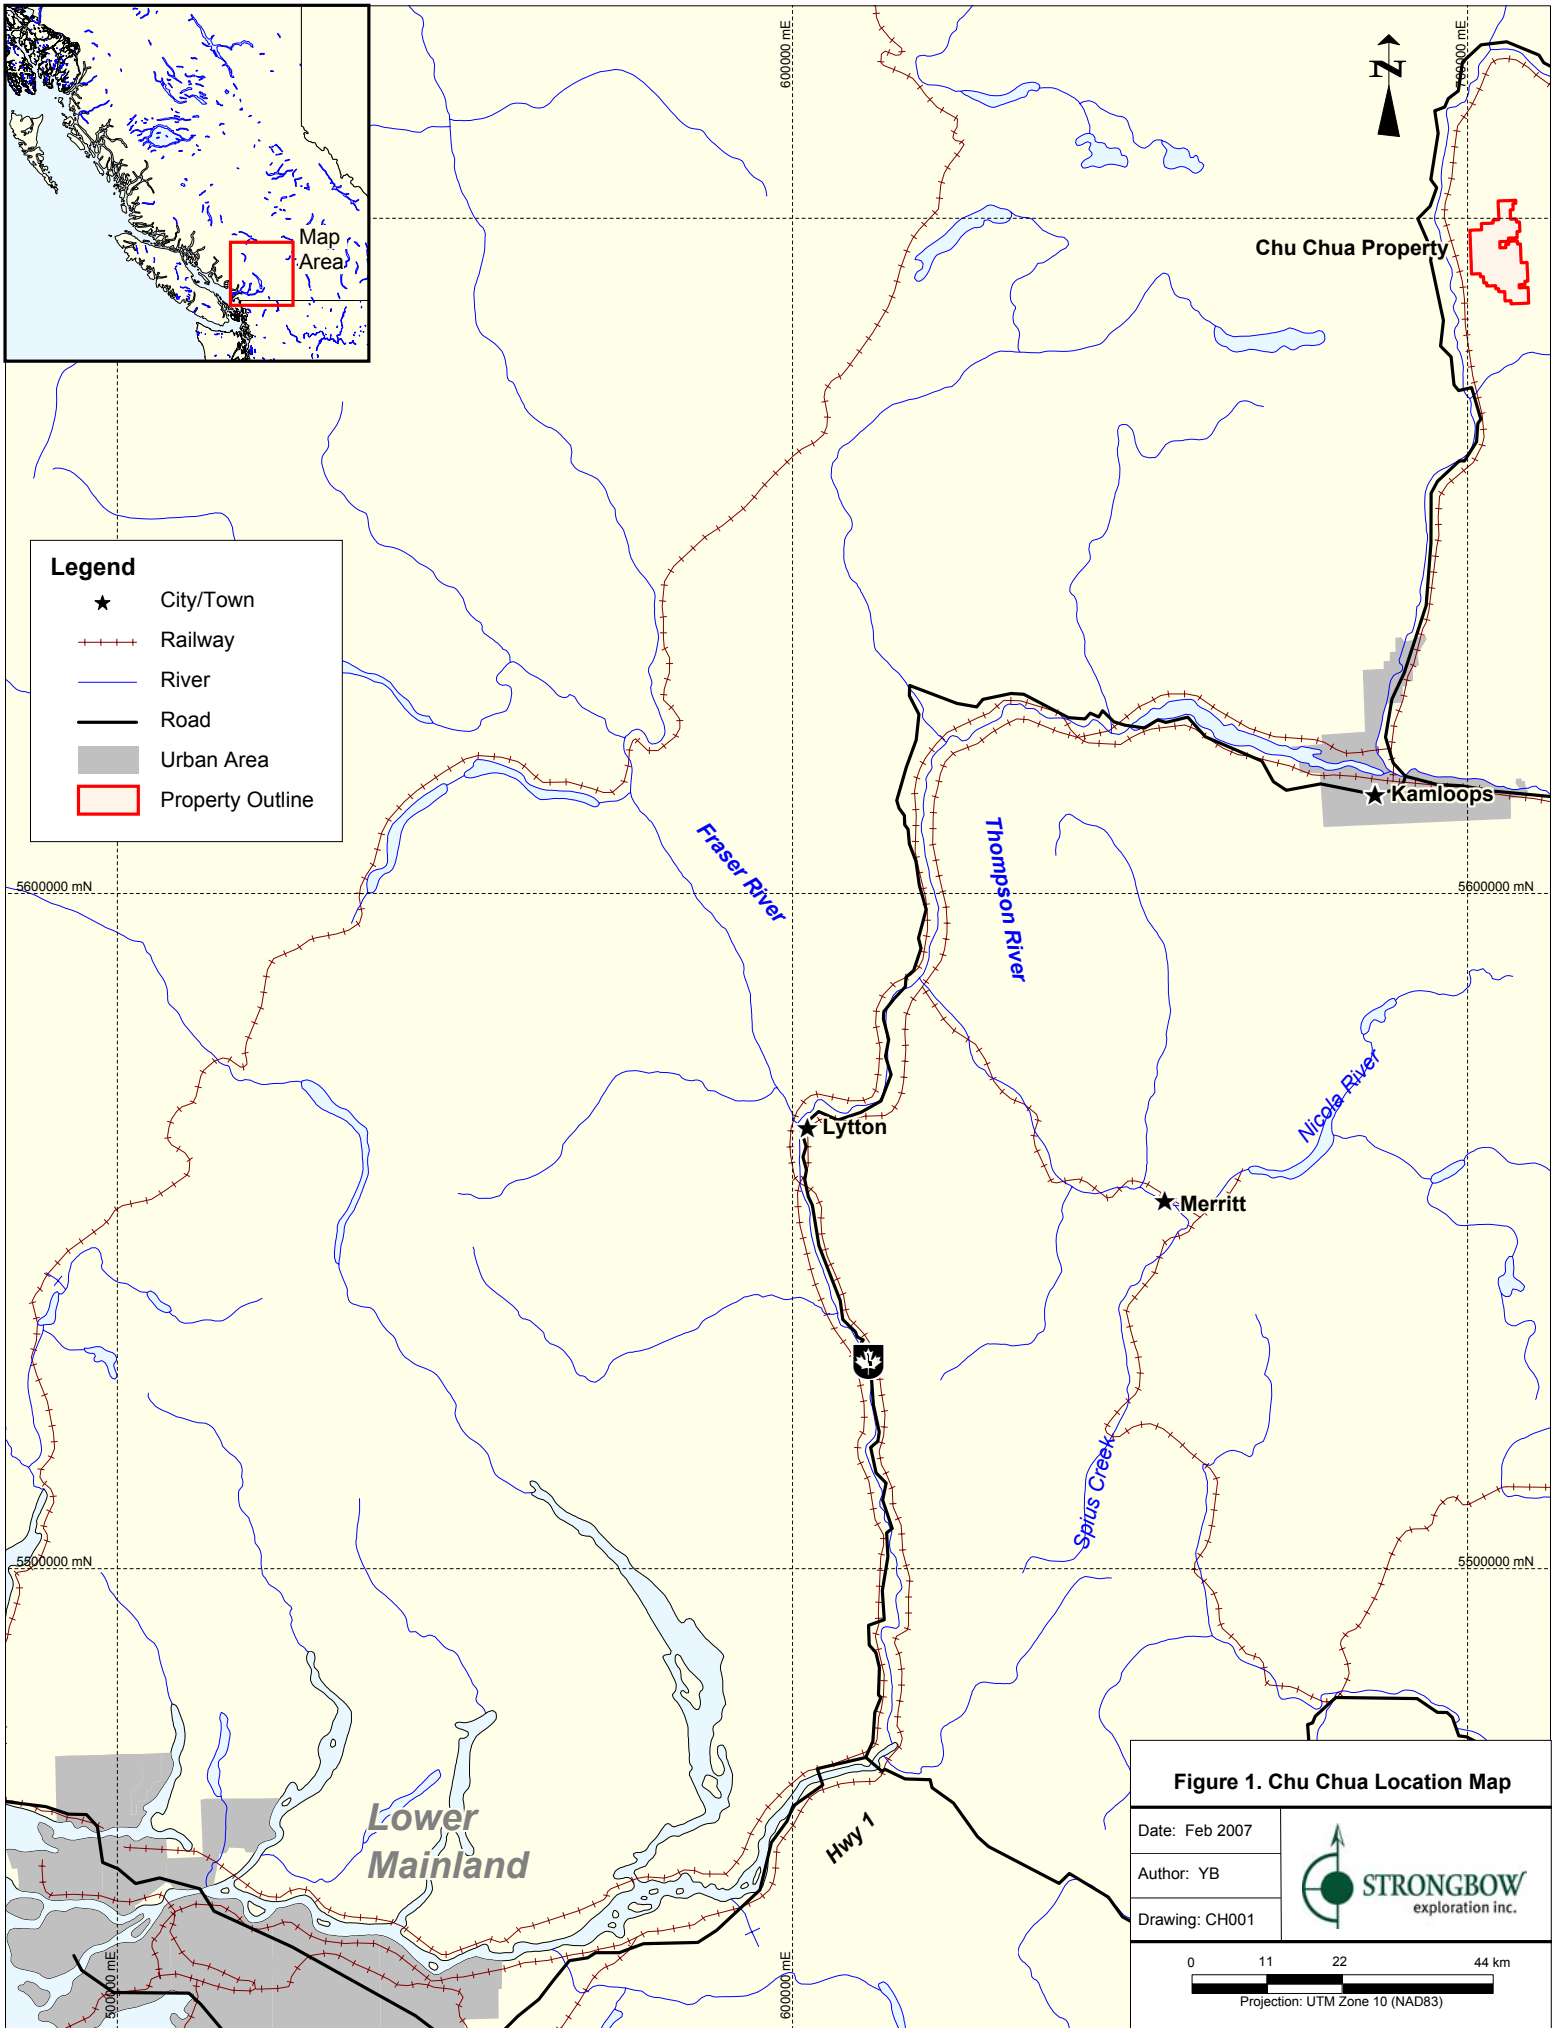 Map
Area
600000 mE
700000 mE
N
Chu Chua Property
Legend
City/Town
Railway
River
Road
Urban Area
Property Outline
Kamloops
Fraser River
Thompson River
5600000 mN
5600000 mN
Nicola River
Lytton
Merritt
1
Spius Creek
5500000 mN
5500000 mN
Lower
Mainland
Hwy 1
500000 mE
600000 mE
Figure 1. Chu Chua Location Map
Date: Feb 2007
Author: YB
Drawing: CH001
STRONGBOW
exploration inc.
0 11 22 44 km
Projection: UTM Zone 10 (NAD83)